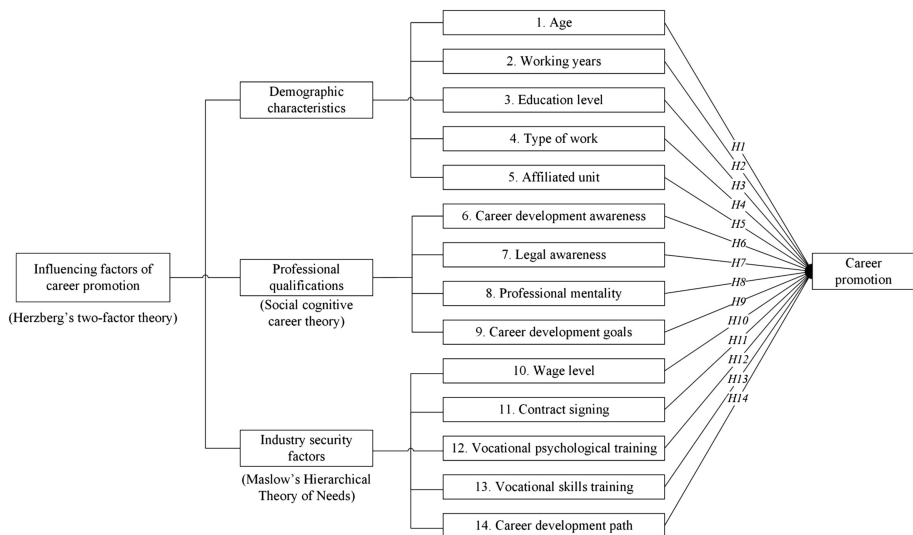 1. Age
2. Working years
Demographic
characteristics
3. Education level
4. Type of work
5. Affiliated unit
6. Career development awareness
7. Legal awareness
Influencing factors of
career promotion
(Herzberg’s two-factor theory)
Professional
qualifications
(Social cognitive
career theory)
8. Professional mentality
9. Career development goals
10. Wage level
11. Contract signing
Industry security
factors
(Maslow’s Hierarchical
Theory of Needs)
12. Vocational psychological training
13. Vocational skills training
14. Career development path
H1
H2
H3
H4
H5
H6
H7
H8
H9
H10
H11
H12
H13
H14
Career
promotion